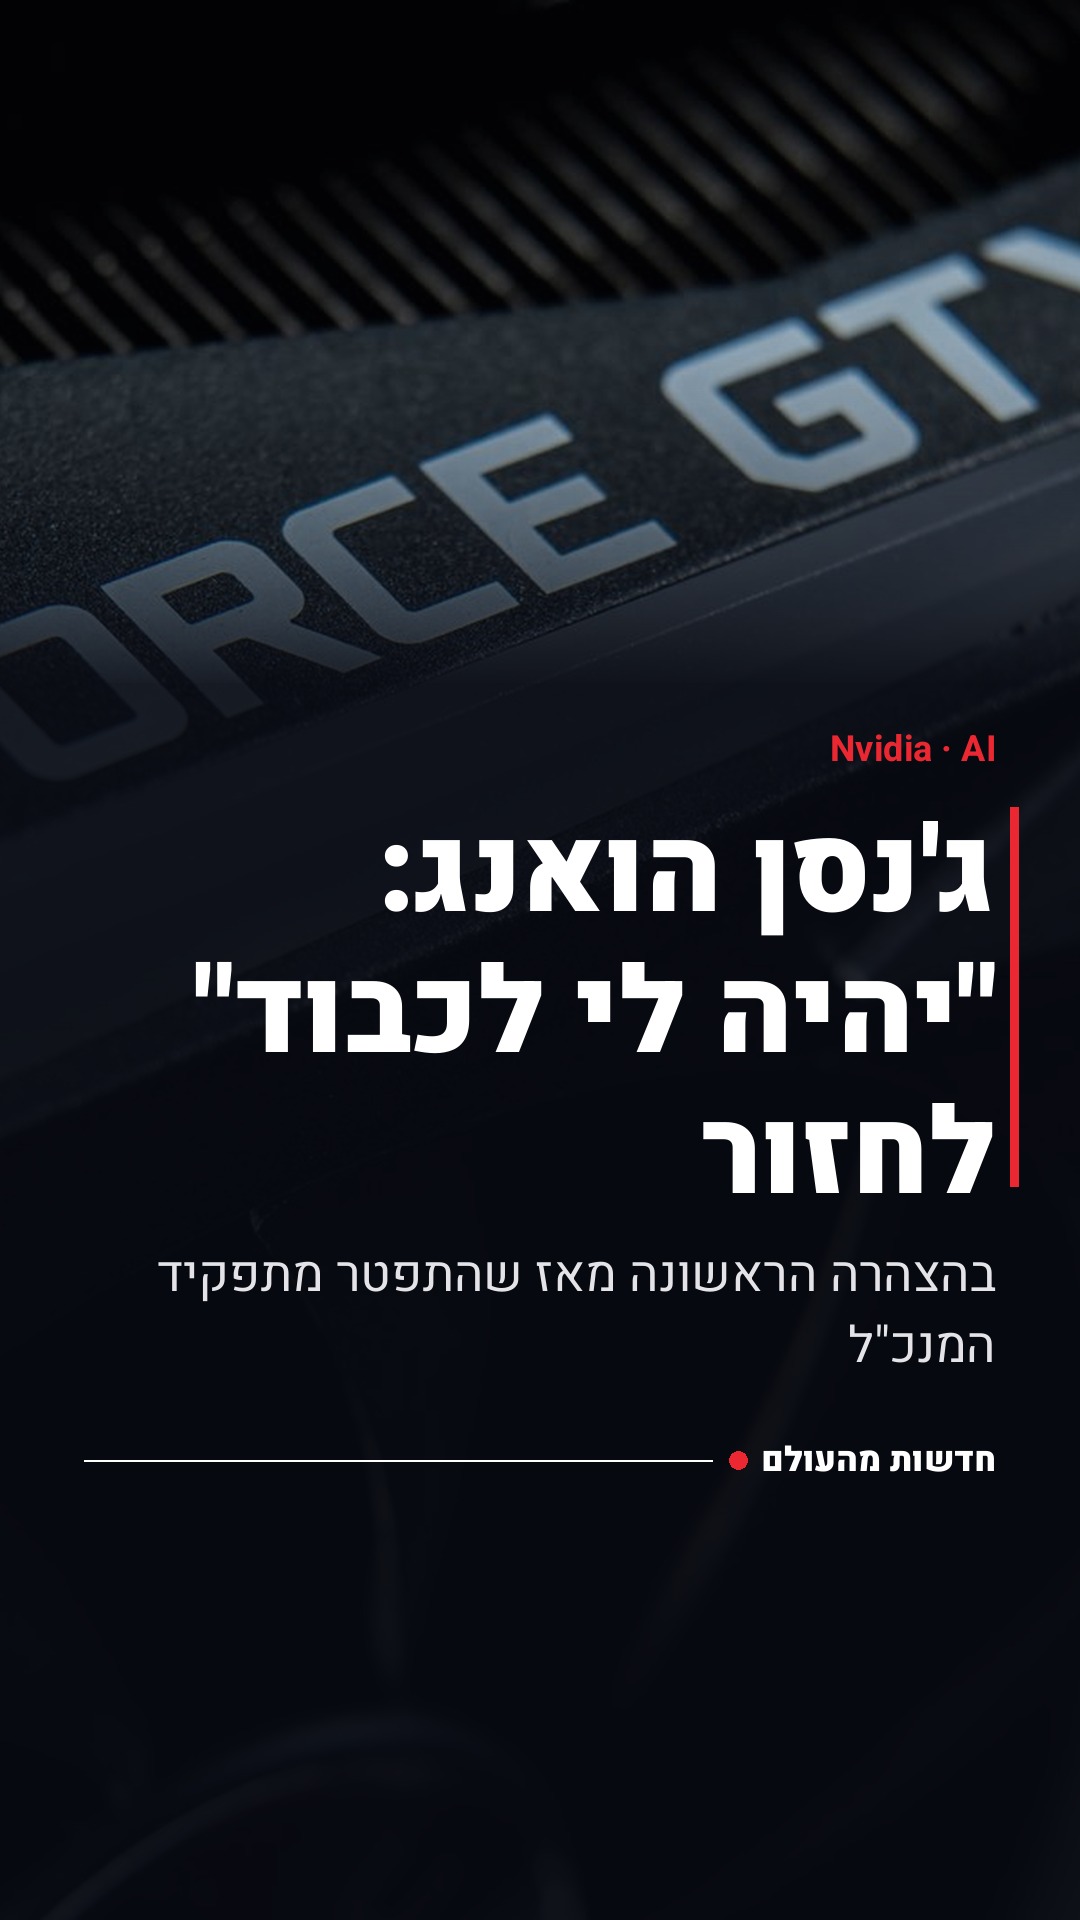 ORCE GT
Nvidia · AI
ג'נסן הואנג:
"יהיה לי לכבוד"
לחזור
בהצהרה הראשונה מאז שהתפטר מתפקיד
המנכ"ל
חדשות מהעולם